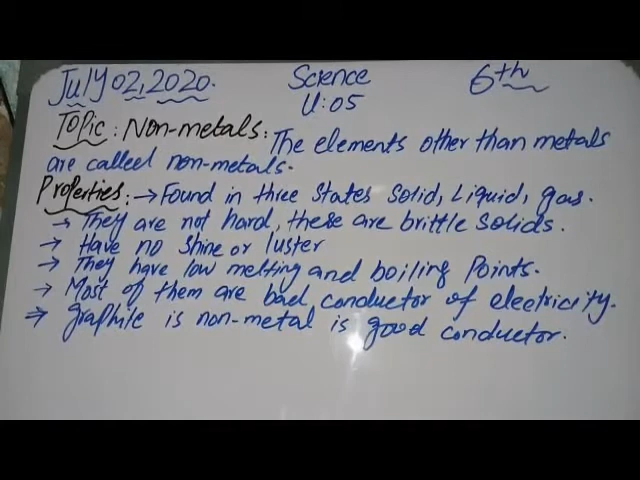 July 02, 2020. Science 6th
U:05
Topic: Non-metals: The elements other than metals
are called non-metals.
Properties: → Found in three states solid, Liquid, gas.
→ They are not hard, these are brittle solids.
→ Have no shine or luster
→ They have low melting and boiling points.
→ Most of them are bad conductor of electricity.
⇒ graphite is non-metal is good conductor.